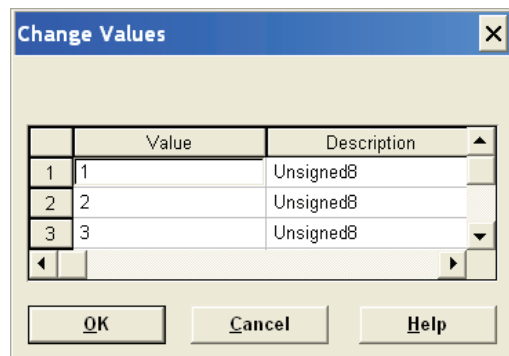 Change Values
Value Description
1 1 Unsigned8
2 2 Unsigned8
3 3 Unsigned8
OK Cancel Help